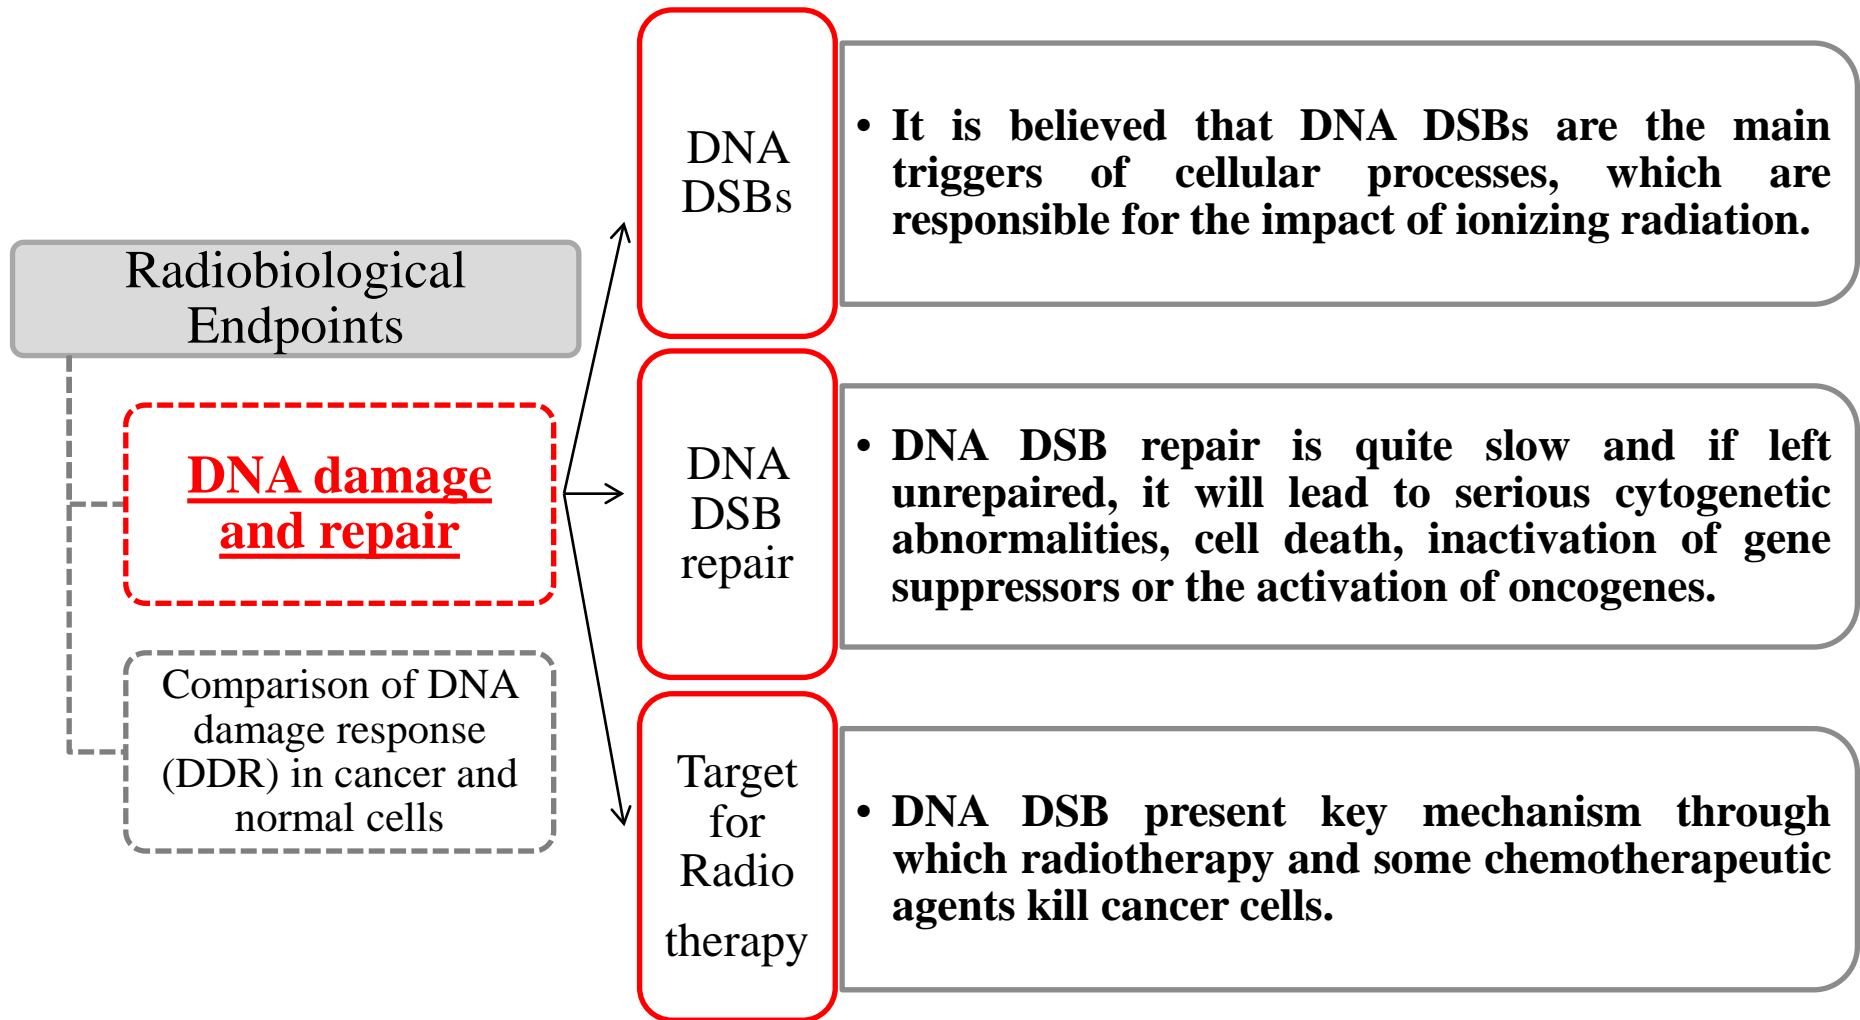 Radiobiological
Endpoints
DNA damage
and repair
Comparison of DNA
damage response
(DDR) in cancer and
normal cells
DNA
DSBs
• It is believed that DNA DSBs are the main
triggers of cellular processes, which are
responsible for the impact of ionizing radiation.
DNA
DSB
repair
• DNA DSB repair is quite slow and if left
unrepaired, it will lead to serious cytogenetic
abnormalities, cell death, inactivation of gene
suppressors or the activation of oncogenes.
Target
for
Radio
therapy
• DNA DSB present key mechanism through
which radiotherapy and some chemotherapeutic
agents kill cancer cells.